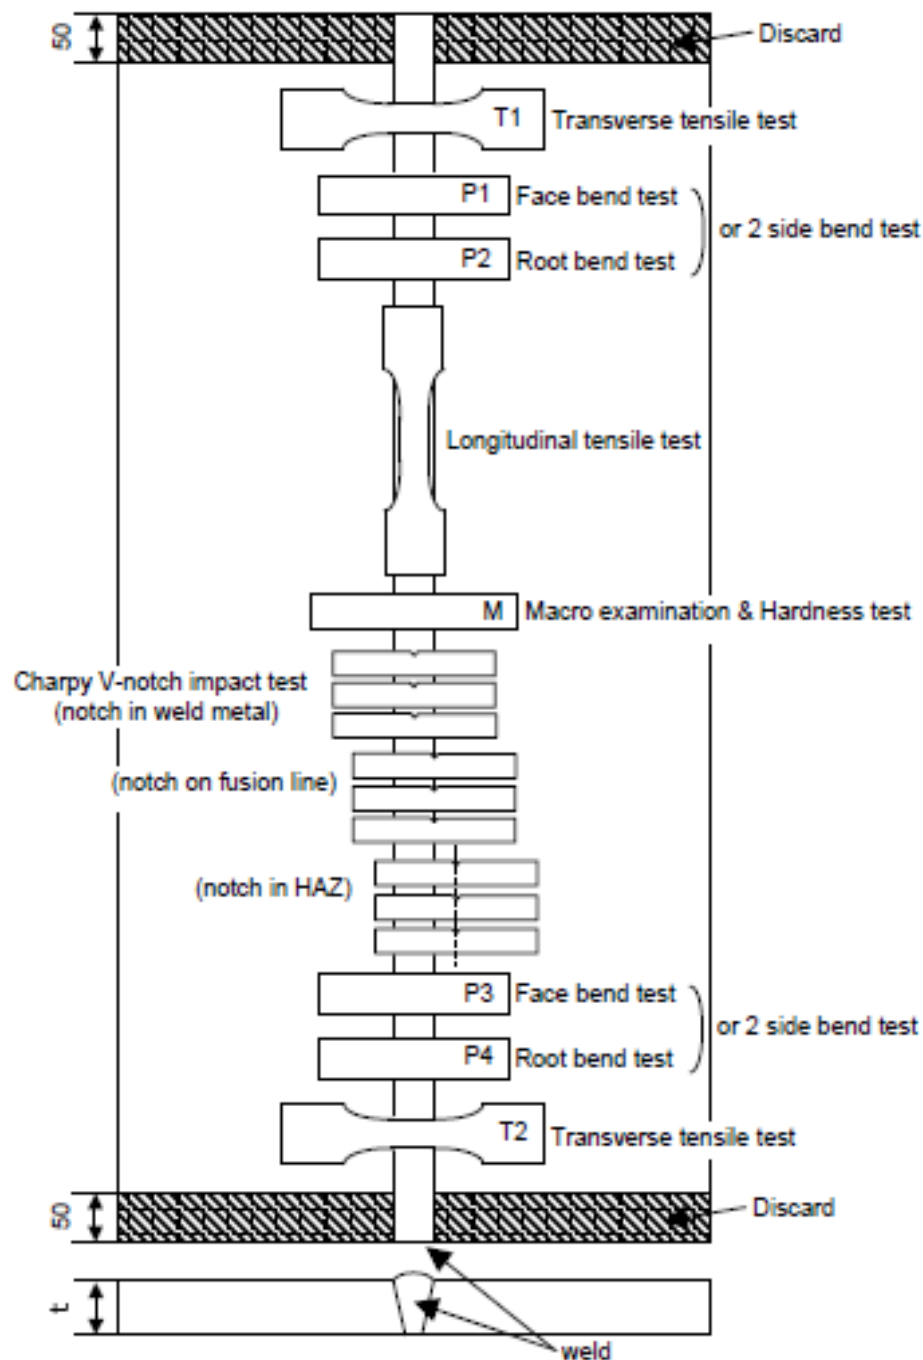 50
Discard
T1
Transverse tensile test
P1
Face bend test
or 2 side bend test
P2
Root bend test
Longitudinal tensile test
M
Macro examination & Hardness test
Charpy V-notch impact test
(notch in weld metal)
(notch on fusion line)
(notch in HAZ)
P3
Face bend test
or 2 side bend test
P4
Root bend test
T2
Transverse tensile test
50
Discard
t
weld